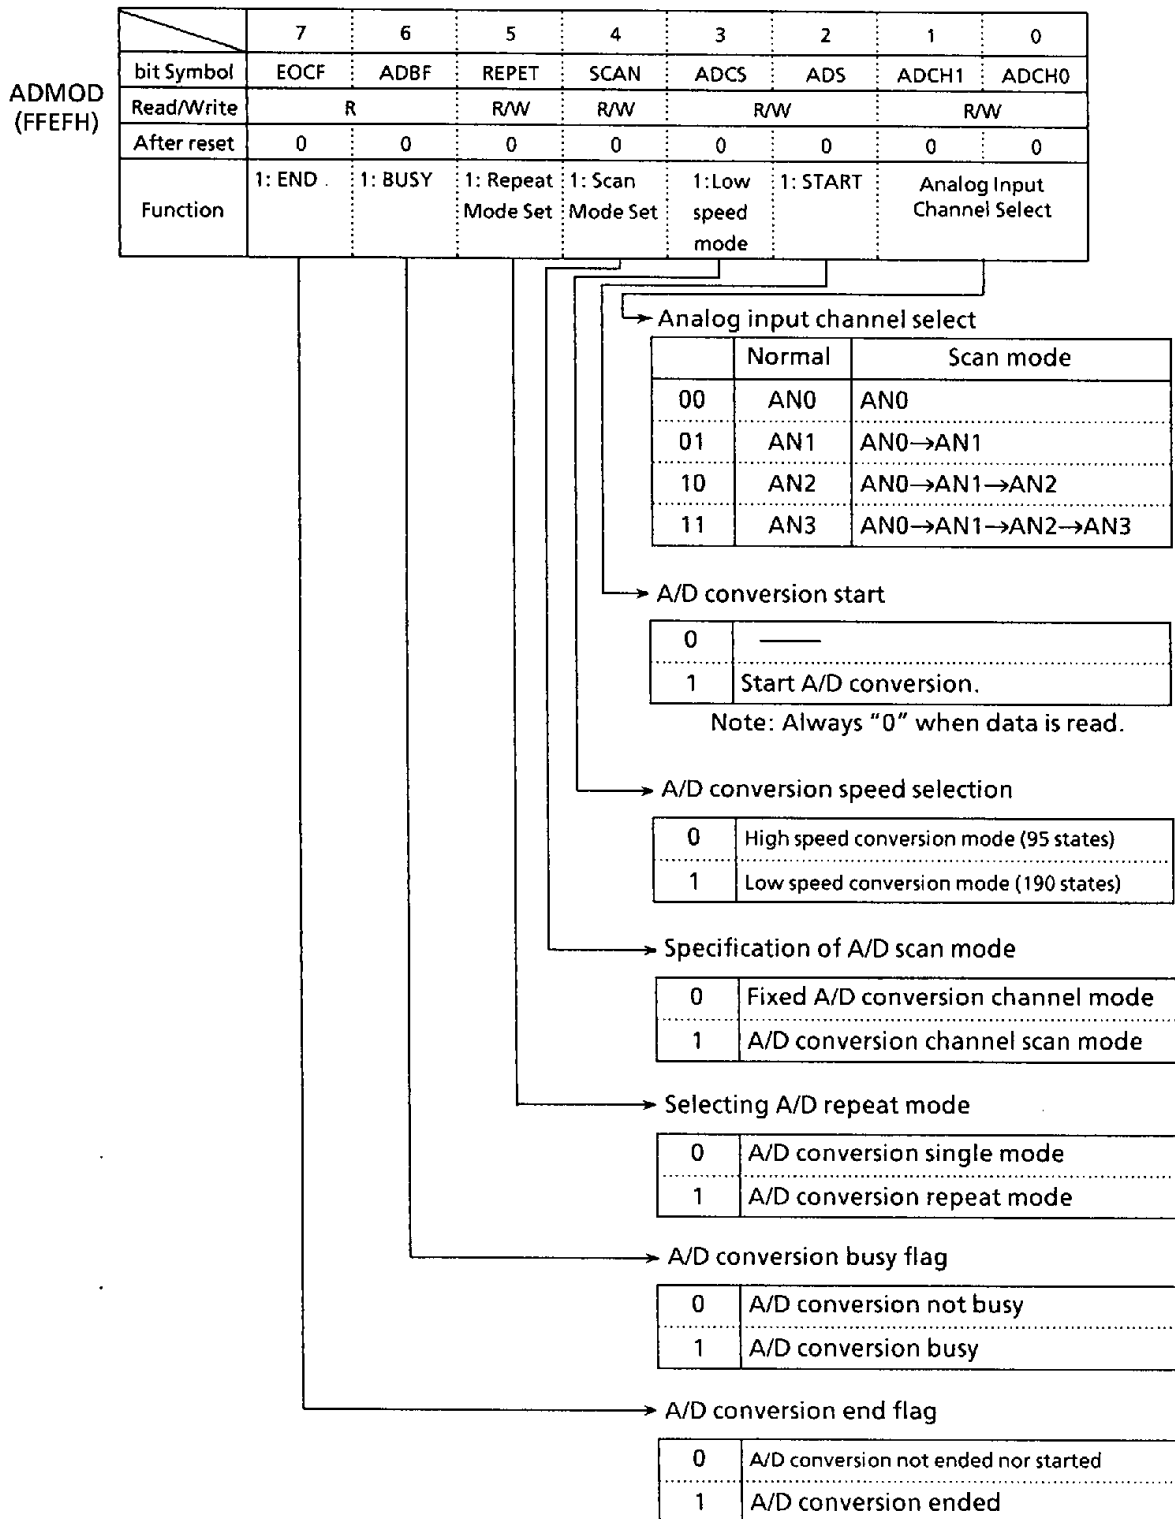 7 6 5 4 3 2 1 0
bit Symbol EOCF ADBF REPET SCAN ADCS ADS ADCH1 ADCH0
ADMOD
(FFEFH)
Read/Write R R/W R/W R/W R/W
After reset 0 0 0 0 0 0 0 0
Function 1: END . 1: BUSY 1: Repeat 1: Scan 1:Low 1: START Analog Input
Mode Set Mode Set speed Channel Select
mode
Analog input channel select
Normal Scan mode
00 AN0 AN0
01 AN1 AN0→AN1
10 AN2 AN0→AN1→AN2
11 AN3 AN0→AN1→AN2→AN3
A/D conversion start
0 ——
1 Start A/D conversion.
Note: Always "0" when data is read.
A/D conversion speed selection
0 High speed conversion mode (95 states)
1 Low speed conversion mode (190 states)
Specification of A/D scan mode
0 Fixed A/D conversion channel mode
1 A/D conversion channel scan mode
Selecting A/D repeat mode
0 A/D conversion single mode
1 A/D conversion repeat mode
A/D conversion busy flag
0 A/D conversion not busy
1 A/D conversion busy
A/D conversion end flag
0 A/D conversion not ended nor started
1 A/D conversion ended